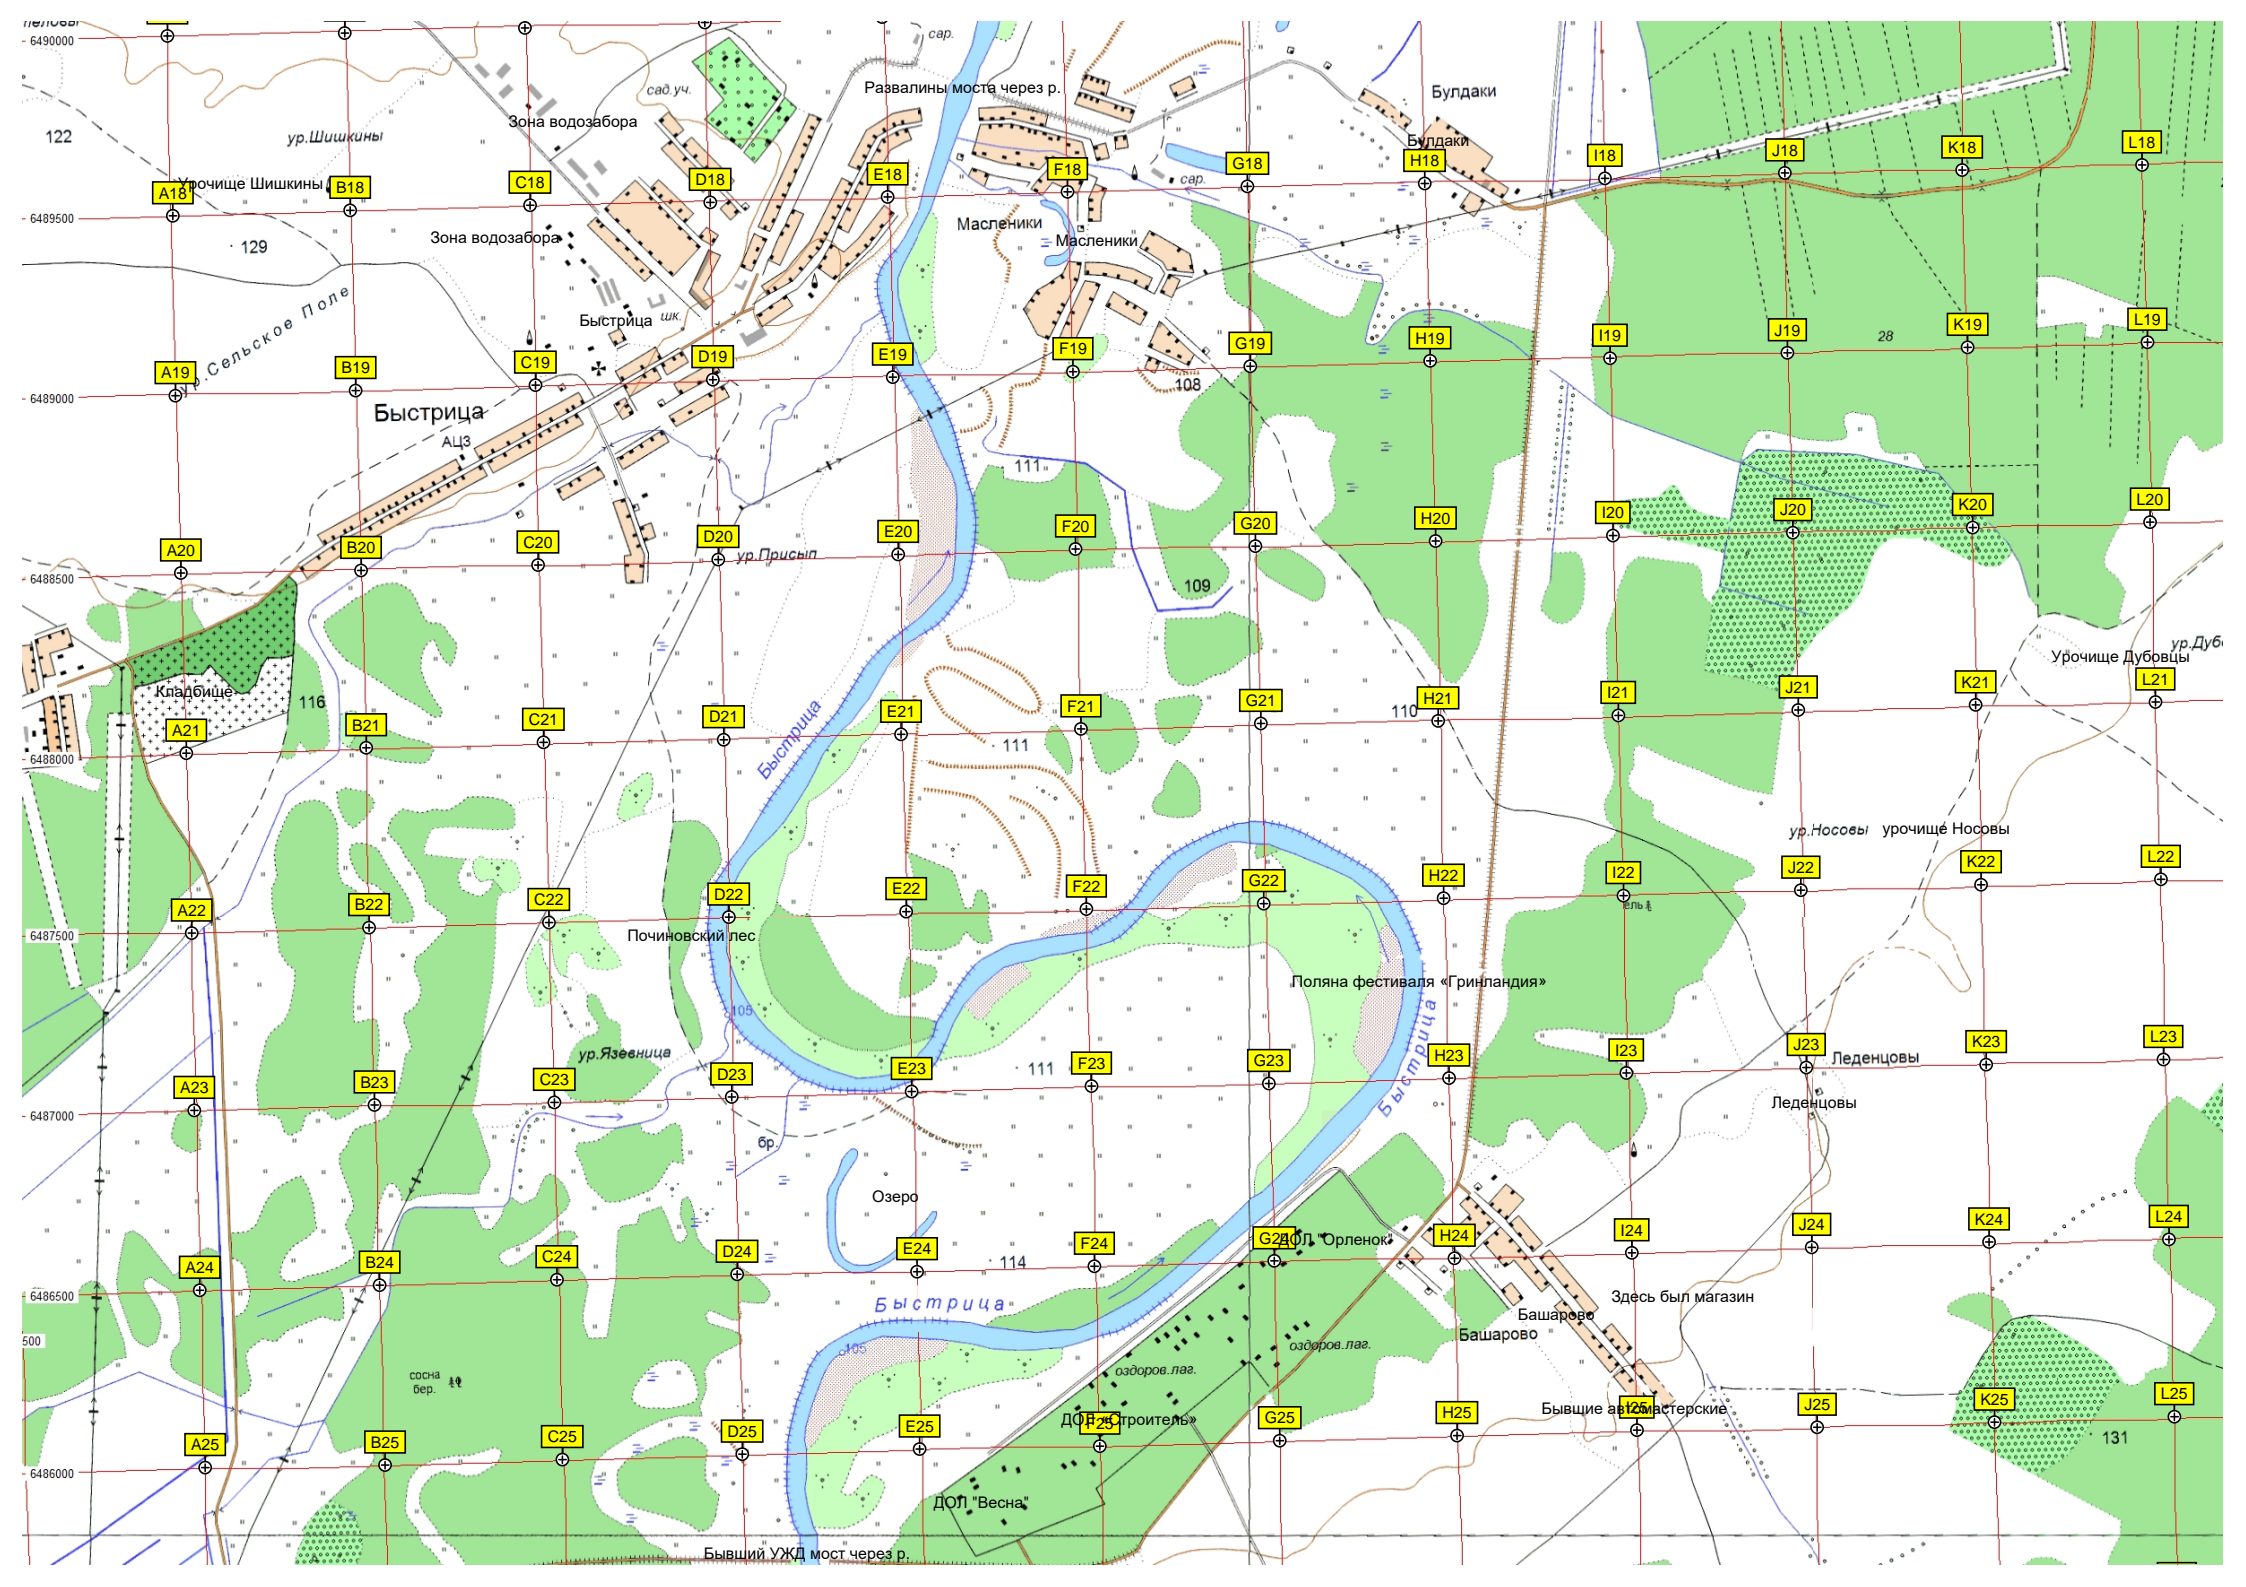 6490000
сар.
сад.уч.
Развалины моста через р.
Булдаки
Зона водозабора
122
ур.Шишкины
Булдаки
Урочище Шишкины
сар.
A18
B18
C18
D18
E18
F18
G18
H18
I18
J18
K18
L18
6489500
Масленики
Зона водозабора
Масленики
129
ур.Сельское Поле
Быстрица
шк.
28
A19
B19
C19
D19
E19
F19
G19
H19
I19
J19
K19
L19
108
6489000
Быстрица
АЦЗ
111
A20
B20
C20
D20
E20
F20
G20
H20
I20
J20
K20
L20
ур.Присып
6488500
109
Урочище Дубовцы
Кладбище
116
110
Быстрица
111
A21
B21
C21
D21
E21
F21
G21
H21
I21
J21
K21
L21
6488000
ур.Носовы
урочище Носовы
A22
B22
C22
D22
E22
F22
G22
H22
I22
J22
K22
L22
ель
6487500
Починовский лес
Поляна фестиваля «Гринландия»
105
Быстрица
ур.Язевница
111
Леденцовы
A23
B23
C23
D23
E23
F23
G23
H23
I23
J23
K23
L23
Леденцовы
6487000
бр.
Озеро
ДОЛ "Орленок"
A24
B24
C24
D24
E24
F24
G24
H24
I24
J24
K24
L24
114
6486500
Быстрица
Здесь был магазин
Башарово
Башарово
500
105
оздоров.лаг.
оздоров.лаг.
сосна
бер.
ДОЛ «Строитель»
Бывшие автомастерские
A25
B25
C25
D25
E25
F25
G25
H25
I25
J25
K25
L25
131
6486000
ДОЛ "Весна"
Бывший УЖД мост через р.